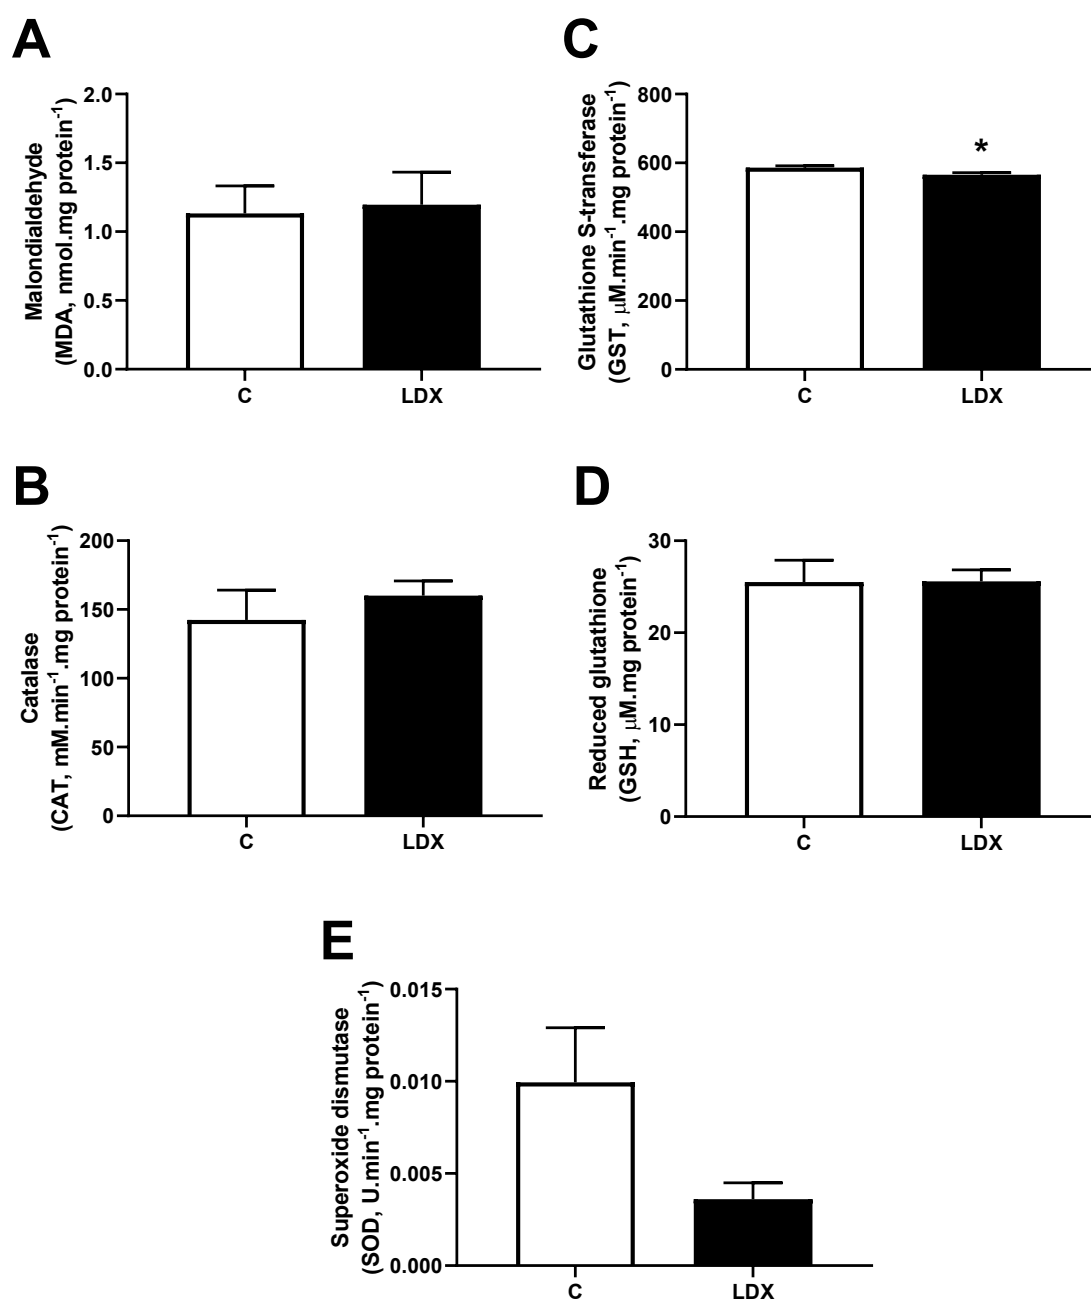 A
Malondialdehyde
(MDA, nmol.mg protein⁻¹)
2.0
1.5
1.0
0.5
0.0
C
LDX
C
Glutathione S-transferase
(GST, μM.min⁻¹.mg protein⁻¹)
800
600
400
200
0
*
C
LDX
B
Catalase
(CAT, mM.min⁻¹.mg protein⁻¹)
200
150
100
50
0
C
LDX
D
Reduced glutathione
(GSH, μM.mg protein⁻¹)
30
20
10
0
C
LDX
E
Superoxide dismutase
(SOD, U.min⁻¹.mg protein⁻¹)
0.015
0.010
0.005
0.000
C
LDX